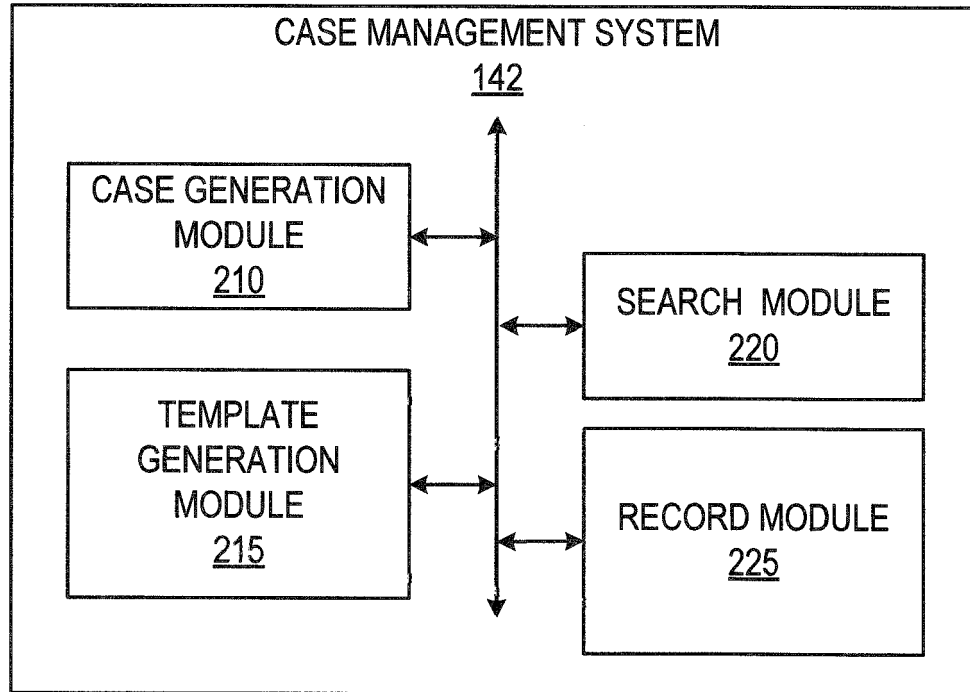 CASE MANAGEMENT SYSTEM
142
CASE GENERATION
MODULE
210
TEMPLATE
GENERATION
MODULE
215
SEARCH MODULE
220
RECORD MODULE
225